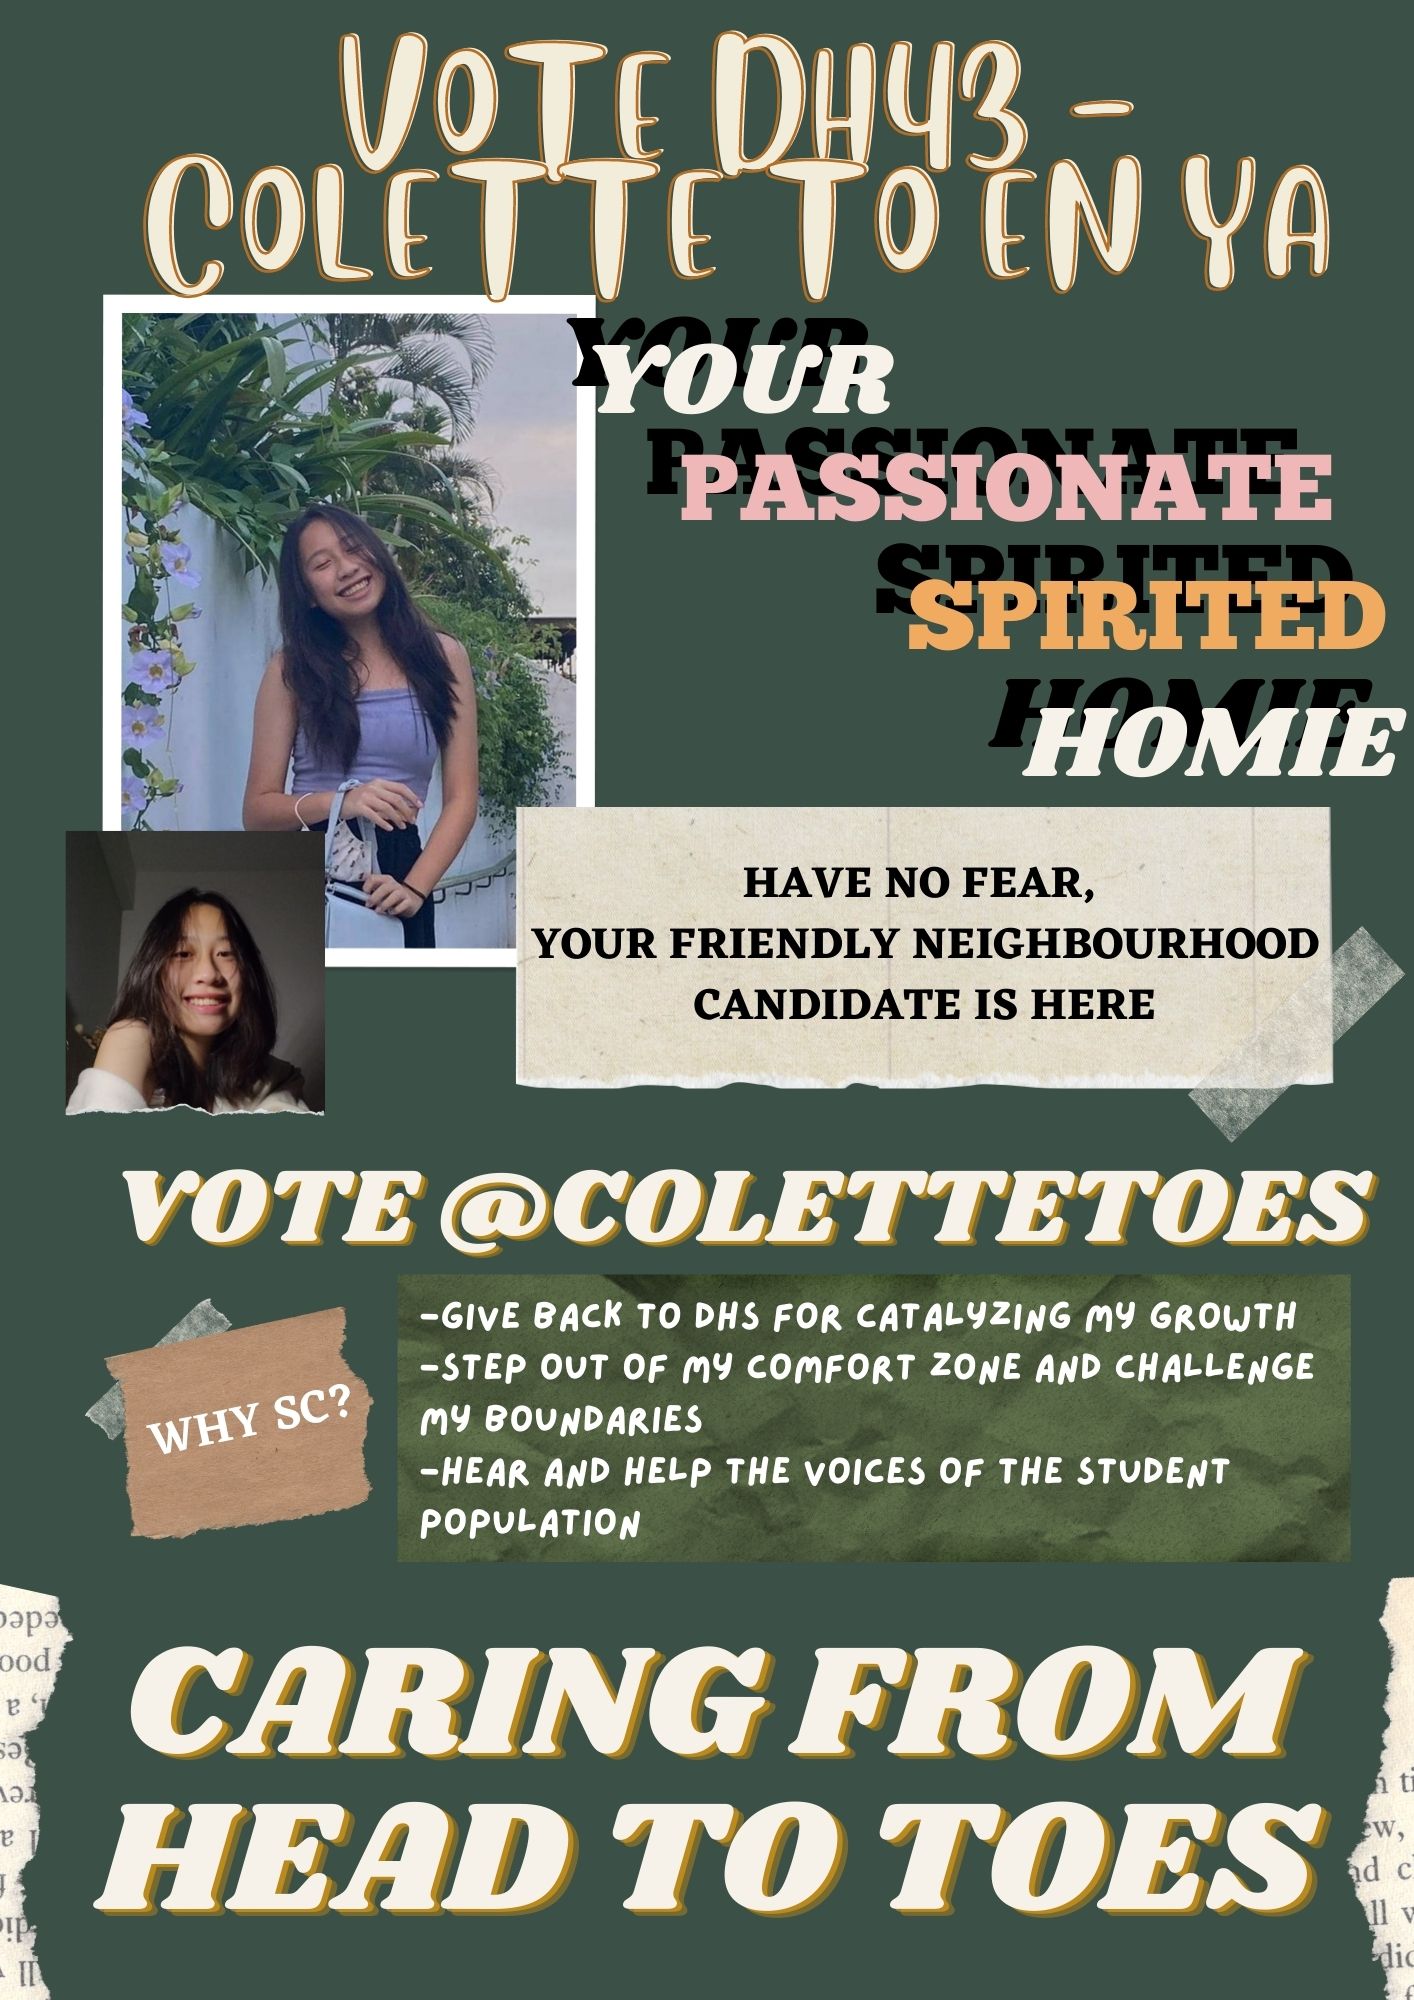 VOTE DH43 -
COLETTE TO EN YA
YOUR
PASSIONATE
SPIRITED
HOMIE
HAVE NO FEAR,
YOUR FRIENDLY NEIGHBOURHOOD
CANDIDATE IS HERE
VOTE @COLETTETOES
WHY SC?
-GIVE BACK TO DHS FOR CATALYZING MY GROWTH
-STEP OUT OF MY COMFORT ZONE AND CHALLENGE
MY BOUNDARIES
-HEAR AND HELP THE VOICES OF THE STUDENT
POPULATION
CARING FROM
HEAD TO TOES